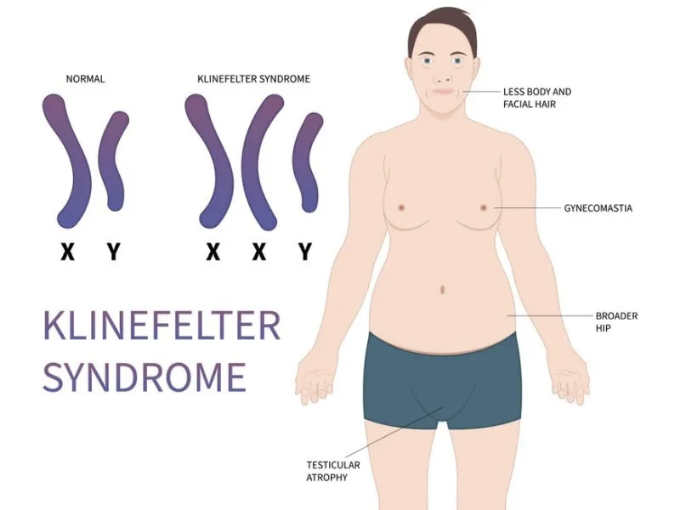 NORMAL
KLINEFELTER SYNDROME
X Y
X X Y
KLINEFELTER
SYNDROME
LESS BODY AND
FACIAL HAIR
GYNECOMASTIA
BROADER
HIP
TESTICULAR
ATROPHY